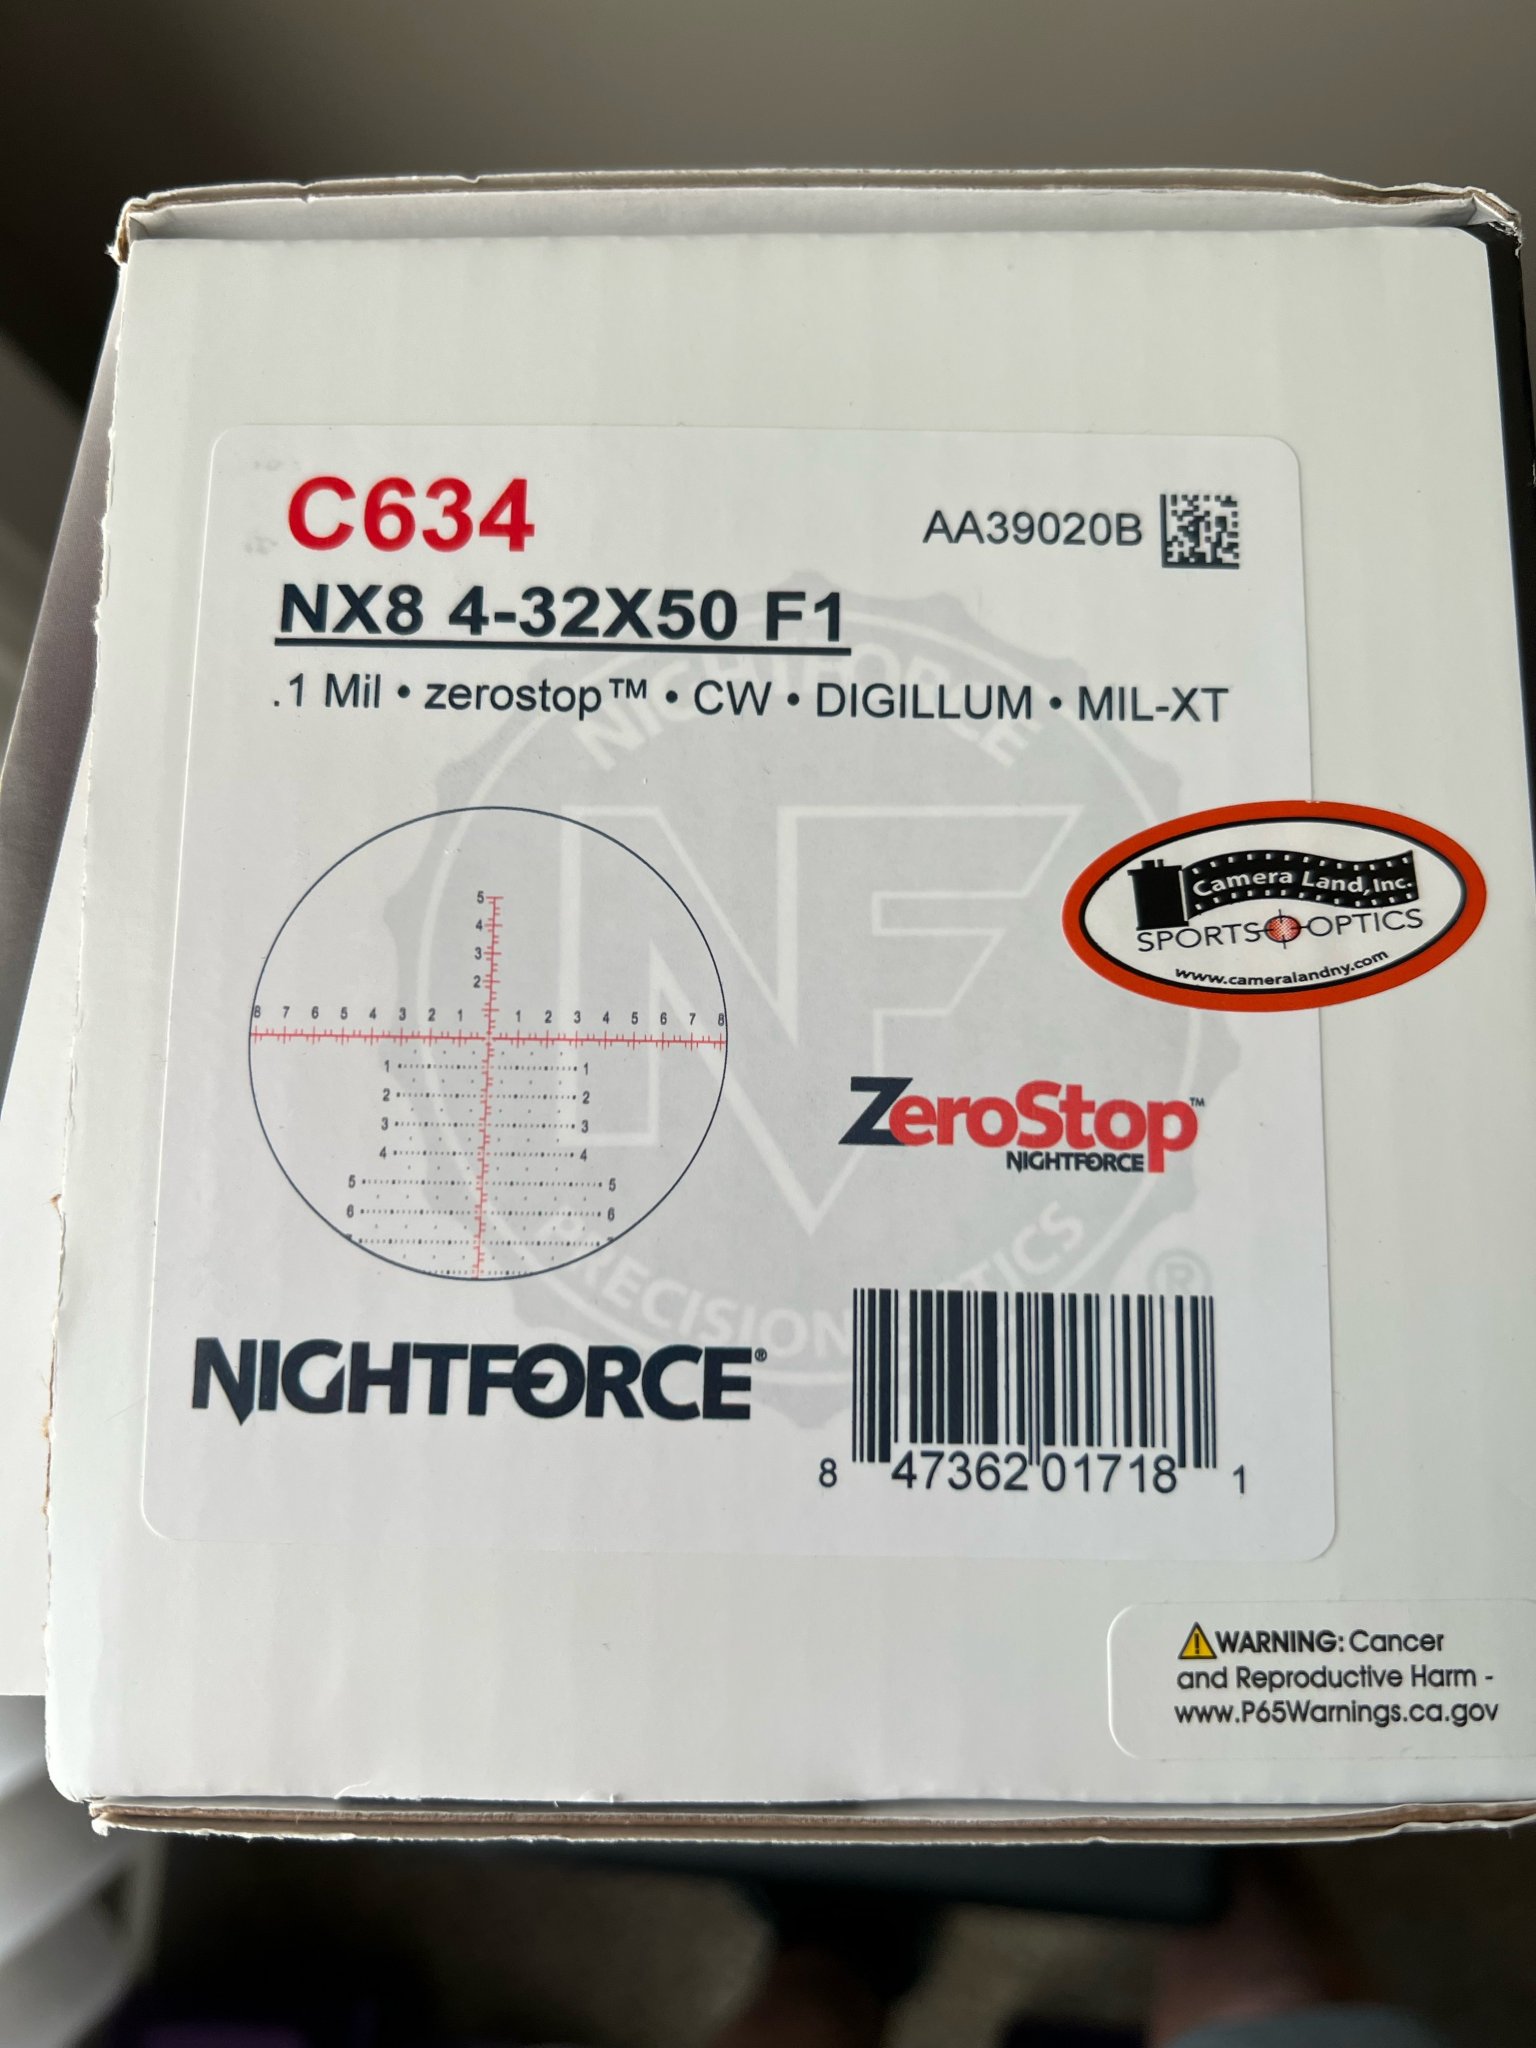 C634
AA39020B
NX8 4-32X50 F1
.1 Mil • zerostop™ • CW • DIGILLUM • MIL-XT
NIGHTFORCE
NF
PRECISION OPTICS
®
5
4
3
2
8 7 6 5 4 3 2 1 1 2 3 4 5 6 7 8
1 1
2 2
3 3
4 4
5 5
6 6
Camera Land, Inc.
SPORTS OPTICS
www.cameralandny.com
ZeroStop™
NIGHTFORCE
NIGHTFORCE®
8 47362 01718 1
WARNING: Cancer
and Reproductive Harm -
www.P65Warnings.ca.gov